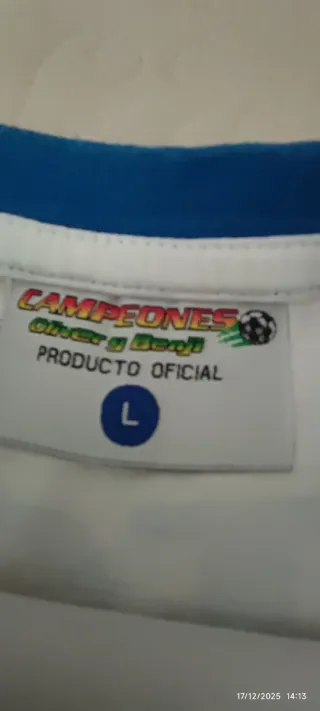 CAMPEONES
Oliver y Benji
PRODUCTO OFICIAL
L
17/12/2025 14:13